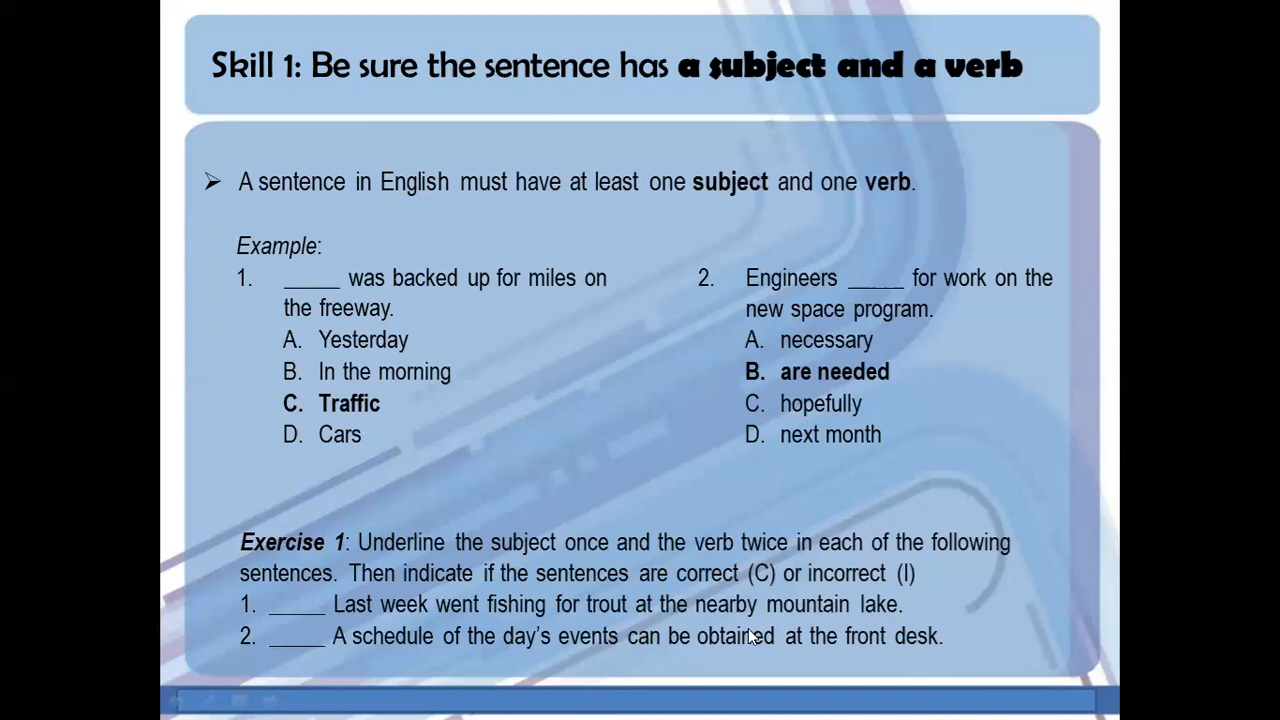 Skill 1: Be sure the sentence has a subject and a verb
➢ A sentence in English must have at least one subject and one verb.
Example:
1. _____ was backed up for miles on
the freeway.
A. Yesterday
B. In the morning
C. Traffic
D. Cars
2. Engineers _____ for work on the
new space program.
A. necessary
B. are needed
C. hopefully
D. next month
Exercise 1: Underline the subject once and the verb twice in each of the following
sentences. Then indicate if the sentences are correct (C) or incorrect (I)
1. _____ Last week went fishing for trout at the nearby mountain lake.
2. _____ A schedule of the day's events can be obtained at the front desk.